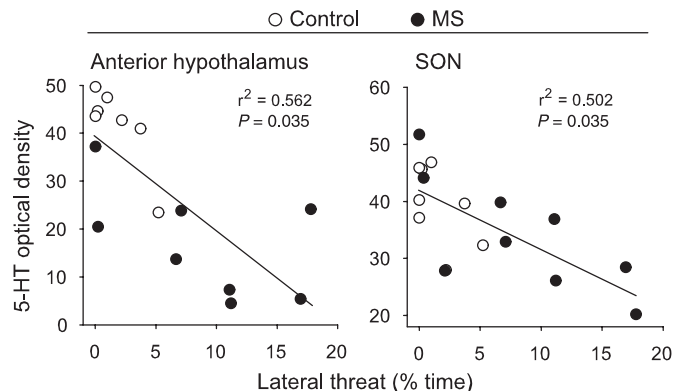 Control MS
Anterior hypothalamus
SON
r² = 0.562
P = 0.035
r² = 0.502
P = 0.035
5-HT optical density
50
40
30
20
10
0
60
50
40
30
20
0 5 10 15 20
0 5 10 15 20
Lateral threat (% time)